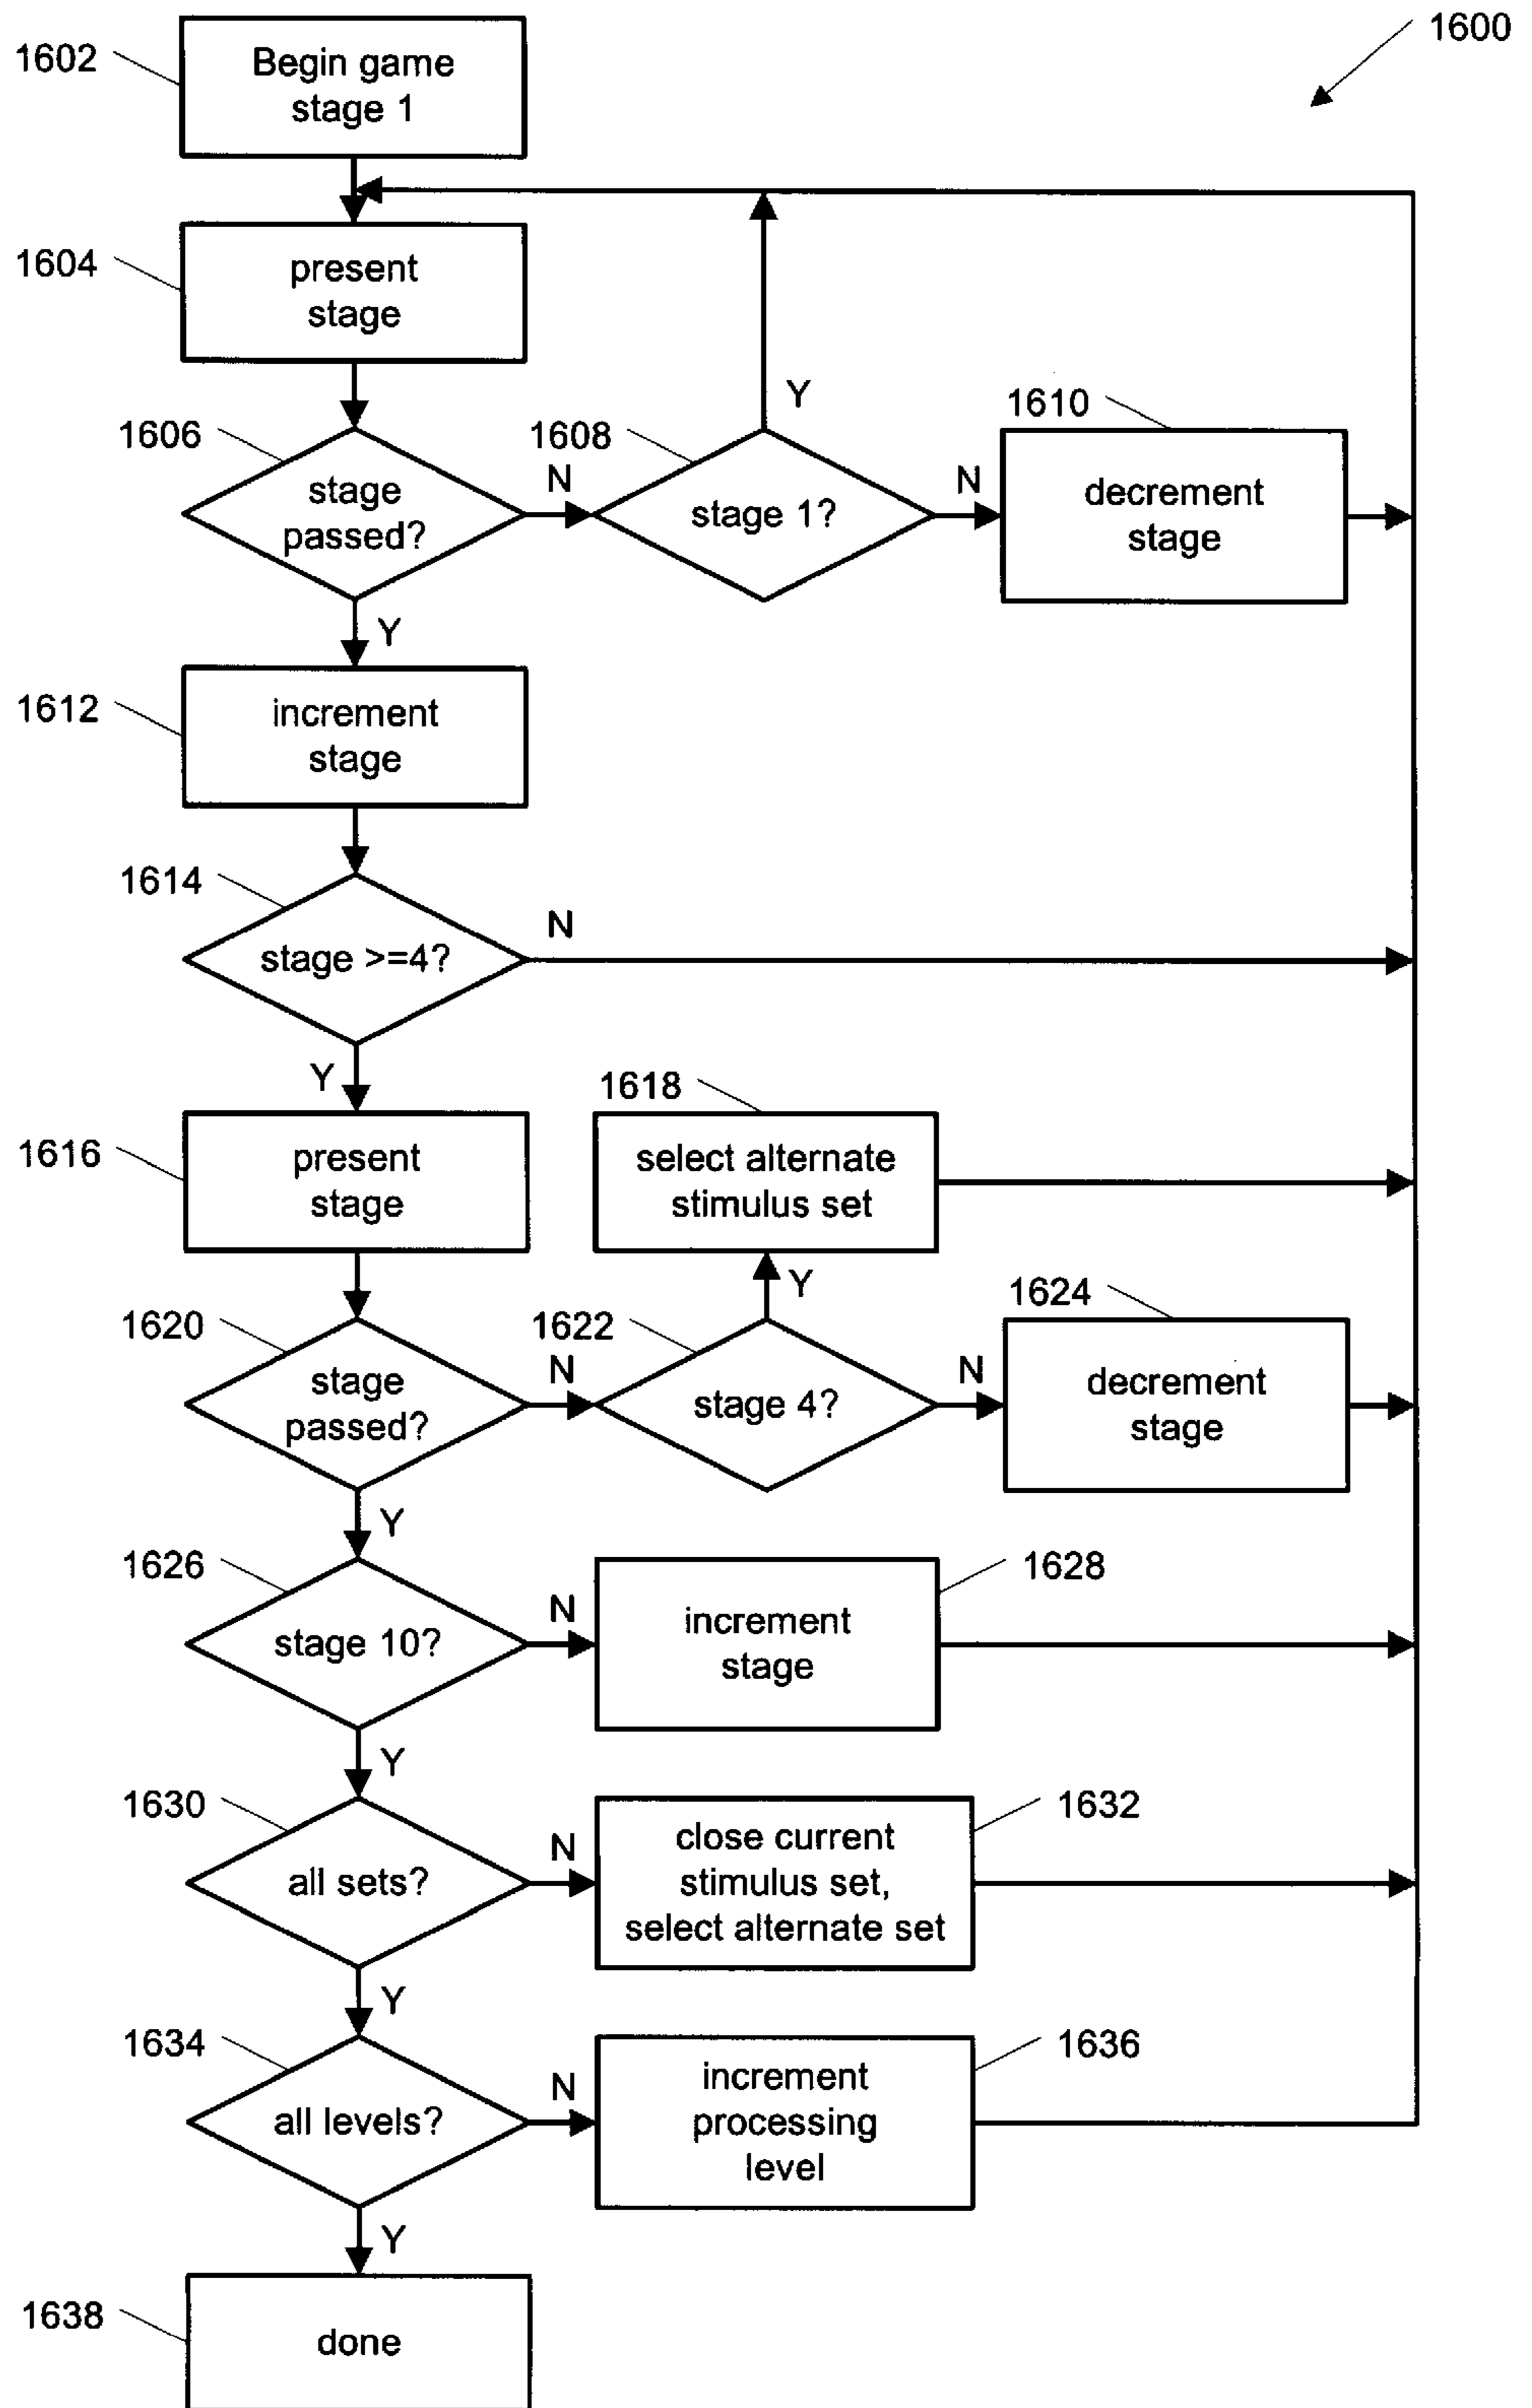 1600
1602
Begin game
stage 1
1604
present
stage
1606
stage
passed?
N
Y
1608
stage 1?
Y
N
1610
decrement
stage
1612
increment
stage
1614
stage >=4?
N
Y
1616
present
stage
1618
select alternate
stimulus set
1620
stage
passed?
N
Y
1622
stage 4?
Y
N
1624
decrement
stage
1626
stage 10?
N
Y
1628
increment
stage
1630
all sets?
N
Y
1632
close current
stimulus set,
select alternate set
1634
all levels?
N
Y
1636
increment
processing
level
1638
done